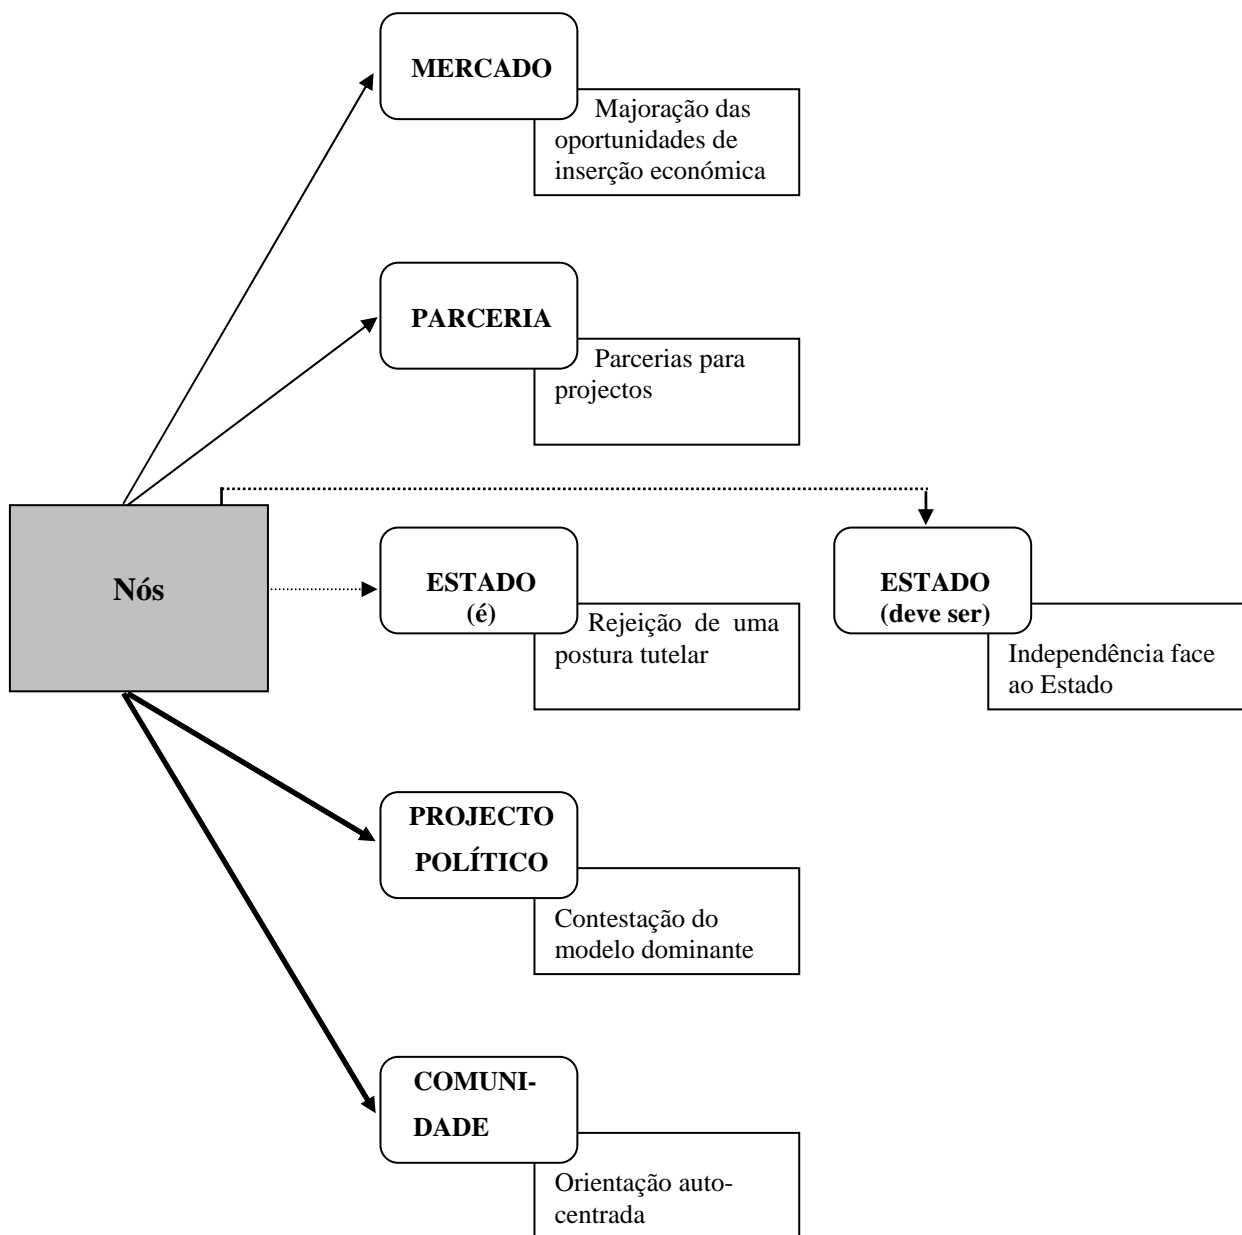 MERCADO
Majoração das
oportunidades de
inserção económica
PARCERIA
Parcerias para
projectos
Nós
ESTADO
(é)
Rejeição de uma
postura tutelar
ESTADO
(deve ser)
Independência face
ao Estado
PROJECTO
POLÍTICO
Contestação do
modelo dominante
COMUNI-
DADE
Orientação auto-
centrada